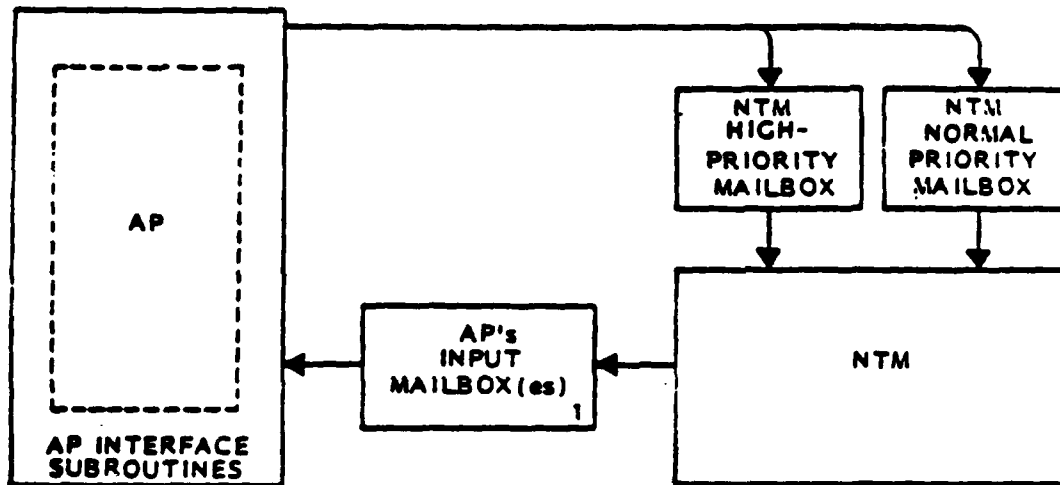 AP
AP INTERFACE
SUBROUTINES
NTM
HIGH-
PRIORITY
MAILBOX
NTM
NORMAL
PRIORITY
MAILBOX
AP's
INPUT
MAILBOX(es)
1
NTM